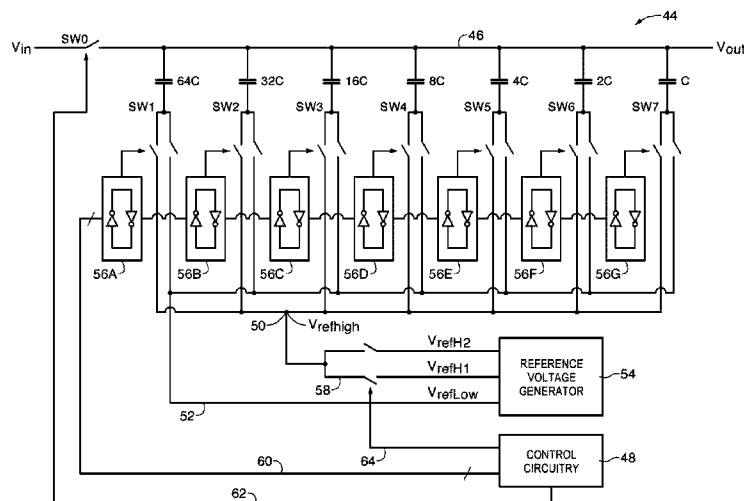 44
Vin SW0 46 Vout
64C 32C 16C 8C 4C 2C C
SW1 SW2 SW3 SW4 SW5 SW6 SW7
56A 56B 56C 56D 56E 56F 56G
50 Vrefhigh
VrefH2
58 VrefH1
52 VrefLow
REFERENCE
VOLTAGE
GENERATOR
54
60 64
CONTROL
CIRCUITRY
48
62